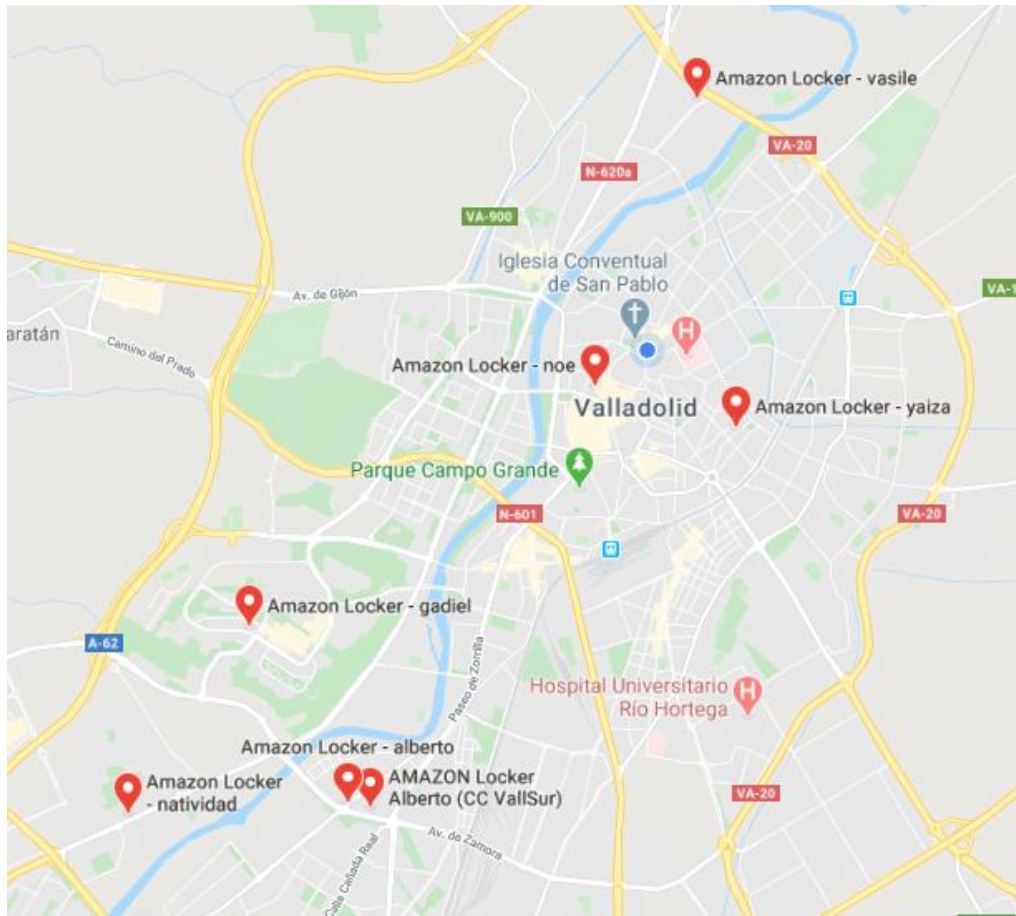 Amazon Locker - vasile
VA-20
N-620a
VA-900
Iglesia Conventual
de San Pablo
VA-1
Av. de Gijón
aratán
Camino del Prado
H
Amazon Locker - noe
Valladolid
Amazon Locker - yaiza
Parque Campo Grande
N-601
VA-20
Amazon Locker - gadiel
A-62
Paseo de Zorrilla
Hospital Universitario
Río Hortega
H
Amazon Locker - alberto
Amazon Locker
- natividad
AMAZON Locker
Alberto (CC VallSur)
VA-20
Av. de Zamora
Calle Cañada Real